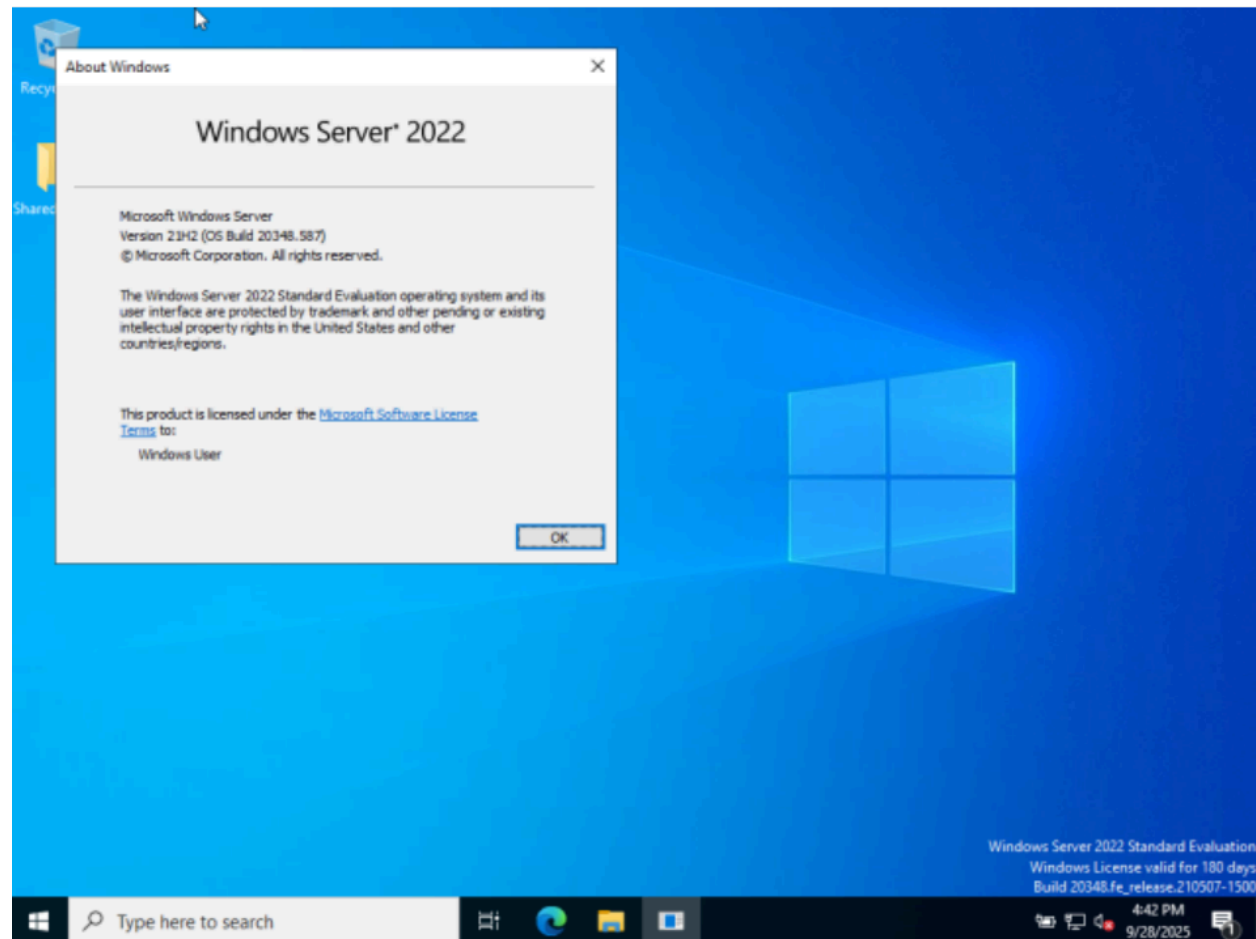 Recy
Shared
About Windows
Windows Server® 2022
Microsoft Windows Server
Version 21H2 (OS Build 20348.587)
© Microsoft Corporation. All rights reserved.
The Windows Server 2022 Standard Evaluation operating system and its
user interface are protected by trademark and other pending or existing
intellectual property rights in the United States and other
countries/regions.
This product is licensed under the Microsoft Software License
Terms to:
Windows User
OK
Windows Server 2022 Standard Evaluation
Windows License valid for 180 days
Build 20348.fe_release.210507-1500
Type here to search
4:42 PM
9/28/2025
1